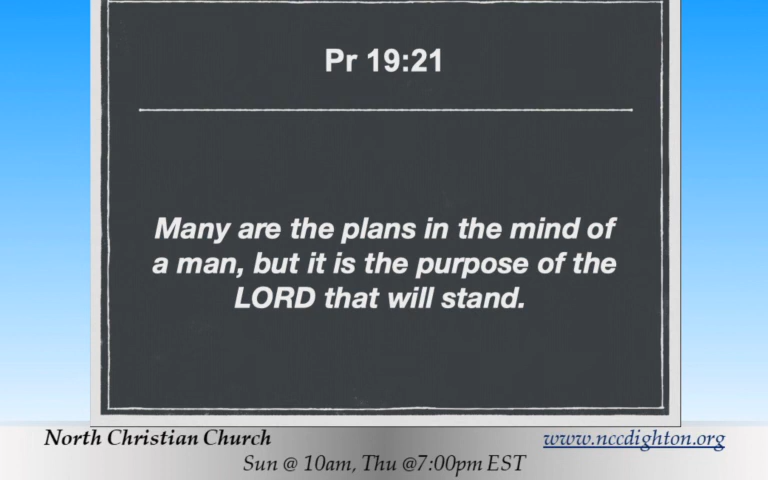 Pr 19:21
Many are the plans in the mind of
a man, but it is the purpose of the
LORD that will stand.
North Christian Church
www.nccdighton.org
Sun @ 10am, Thu @7:00pm EST